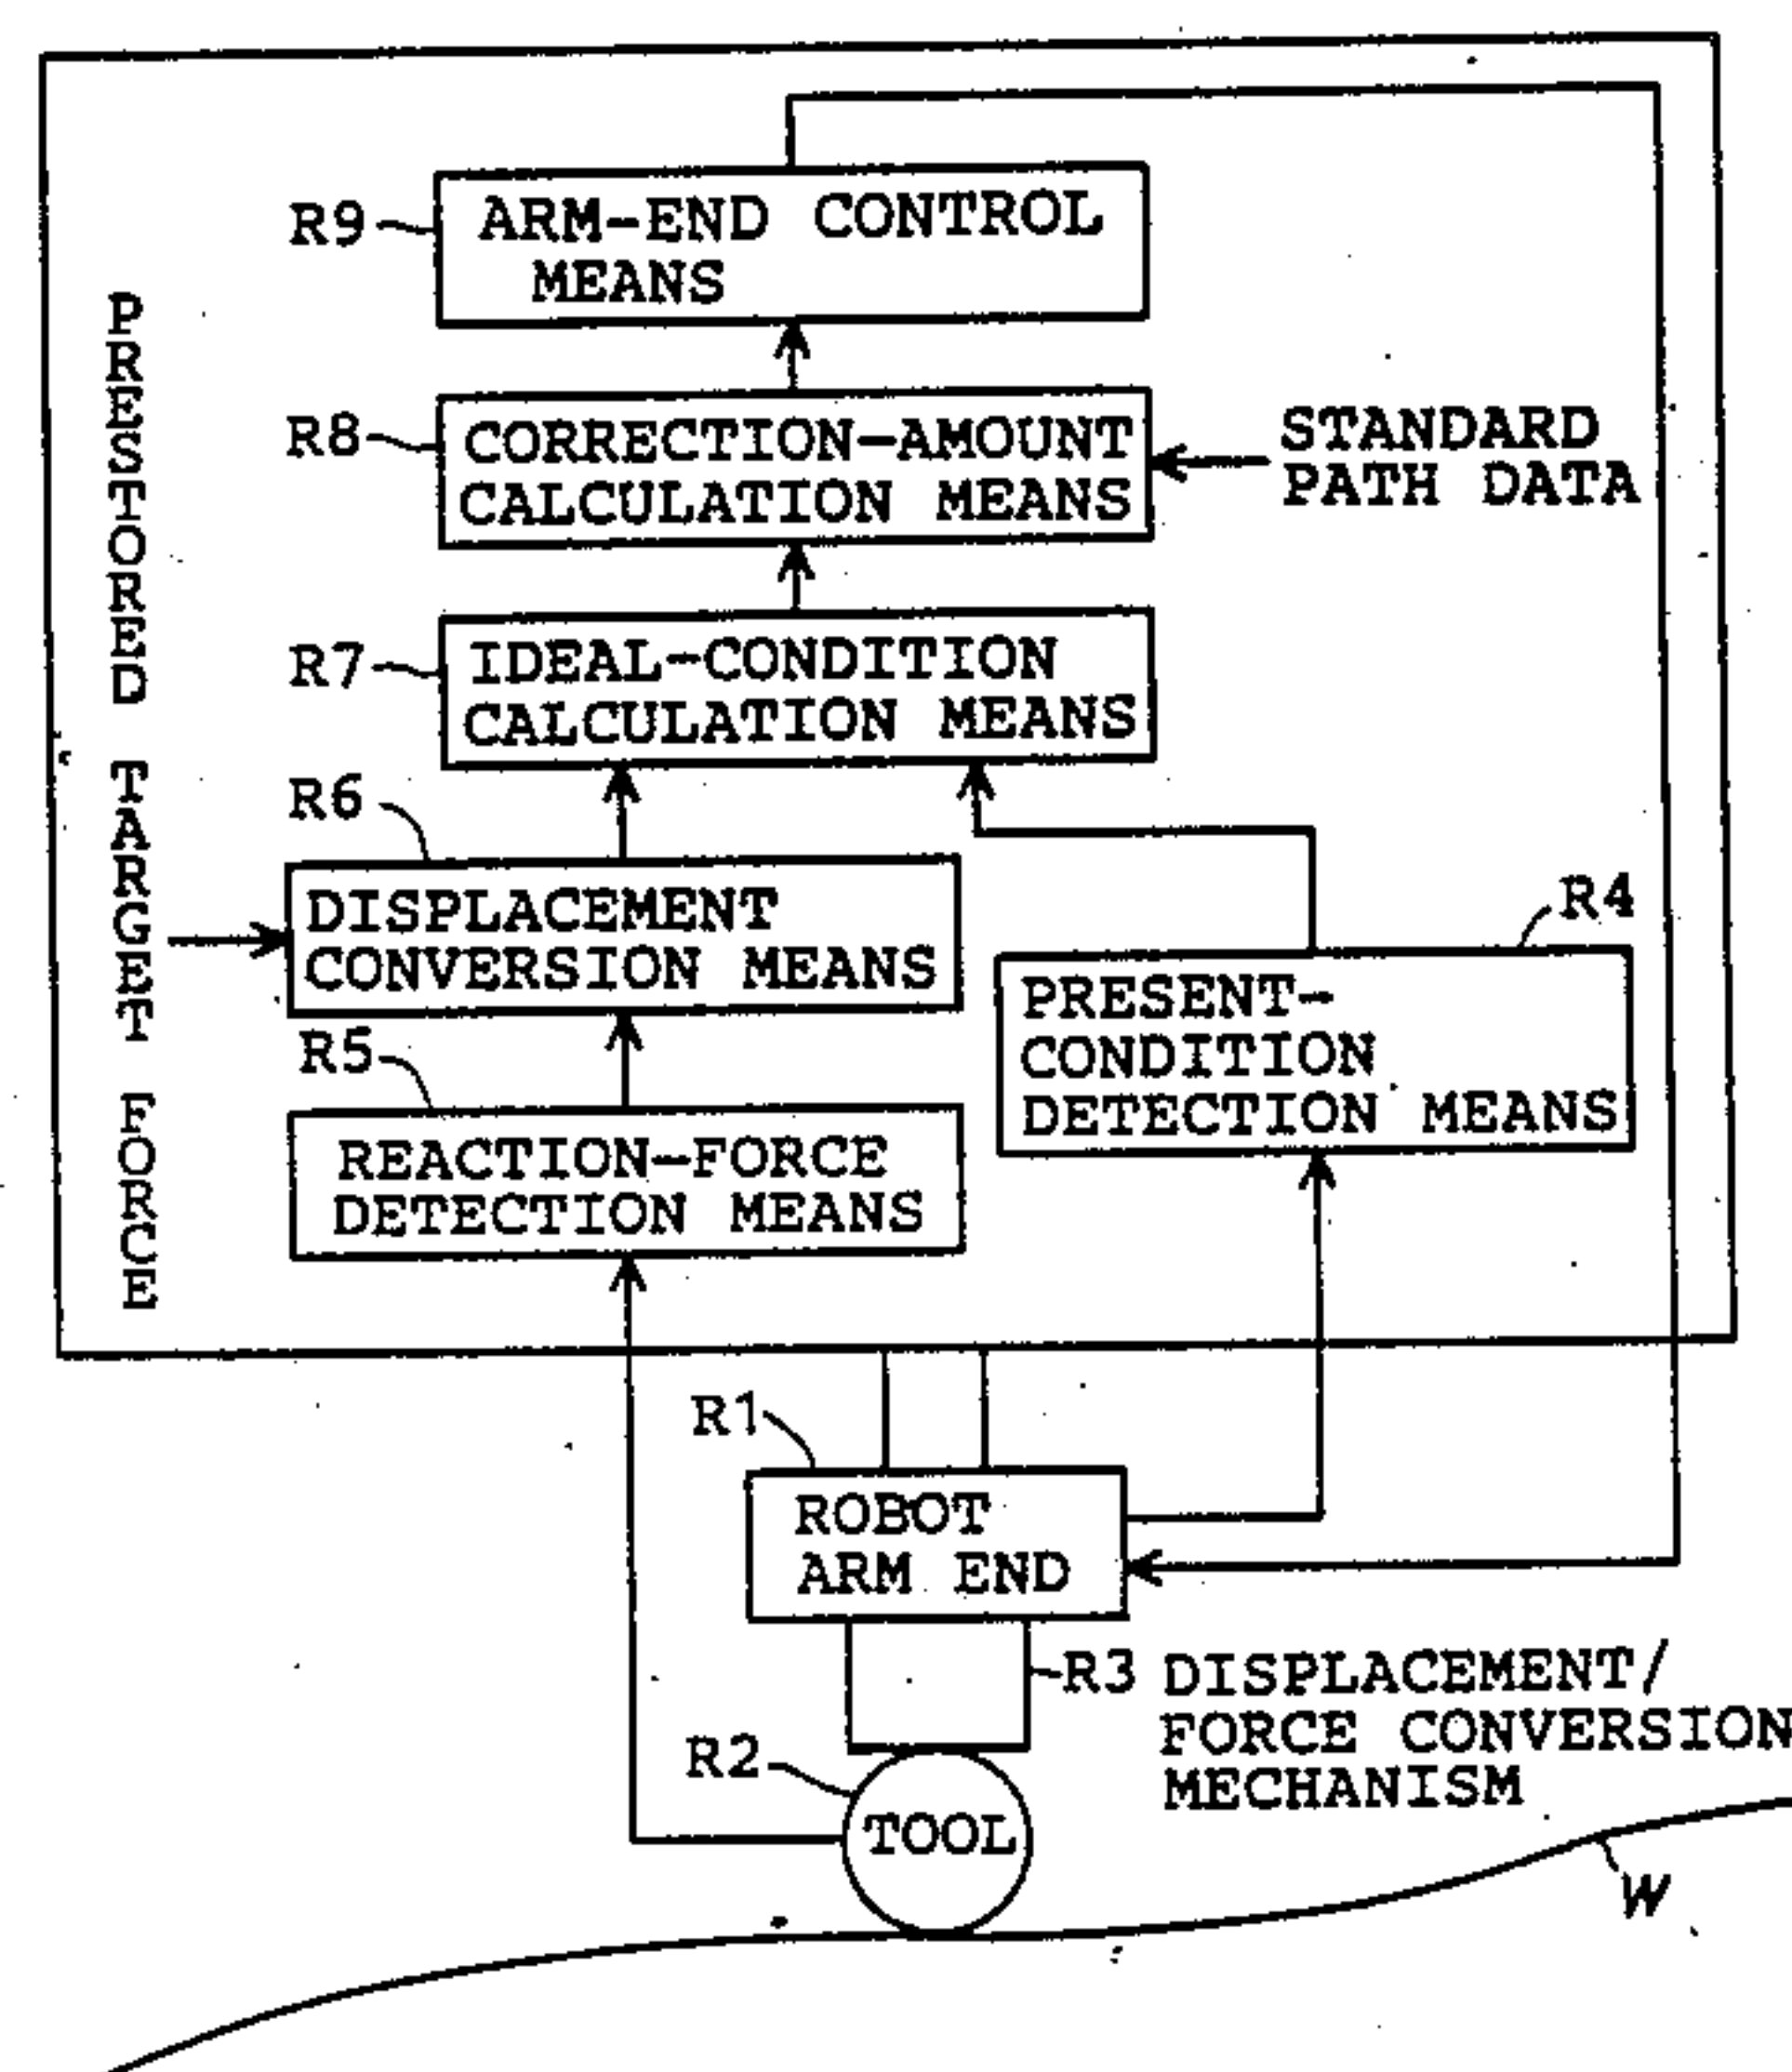 R9
ARM-END CONTROL
MEANS
R8
CORRECTION-AMOUNT
CALCULATION MEANS
STANDARD
PATH DATA
R7
IDEAL-CONDITION
CALCULATION MEANS
PRESTORED TARGET FORCE
R6
DISPLACEMENT
CONVERSION MEANS
R4
PRESENT-
CONDITION
DETECTION MEANS
R5
REACTION-FORCE
DETECTION MEANS
R1
ROBOT
ARM END
R3 DISPLACEMENT/
FORCE CONVERSION
MECHANISM
R2
TOOL
W